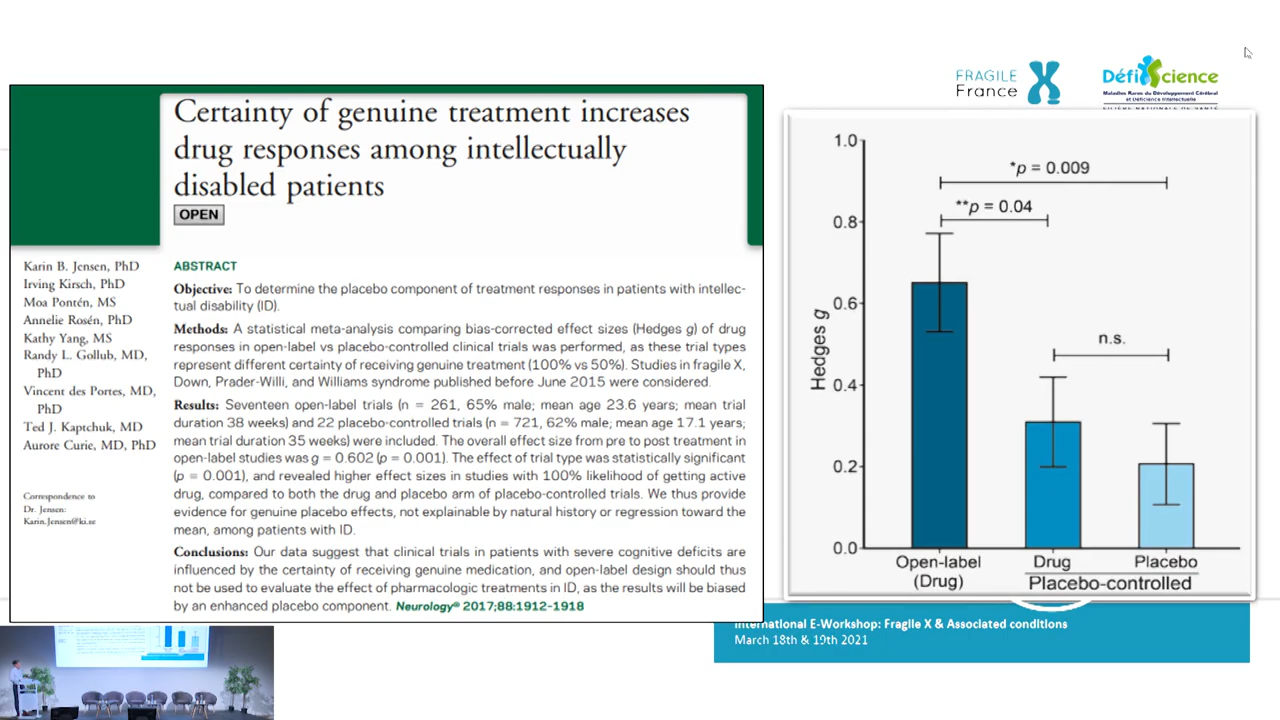 Certainty of genuine treatment increases
drug responses among intellectually
disabled patients
OPEN
Karin B. Jensen, PhD
Irving Kirsch, PhD
Moa Pontén, MS
Annelie Rosén, PhD
Kathy Yang, MS
Randy L. Gollub, MD,
PhD
Vincent des Portes, MD,
PhD
Ted J. Kaptchuk, MD
Aurore Curie, MD, PhD
Correspondence to
Dr. Jensen:
Karin.Jensen@ki.se
ABSTRACT
Objective: To determine the placebo component of treatment responses in patients with intellec-
tual disability (ID).
Methods: A statistical meta-analysis comparing bias-corrected effect sizes (Hedges g) of drug
responses in open-label vs placebo-controlled clinical trials was performed, as these trial types
represent different certainty of receiving genuine treatment (100% vs 50%). Studies in fragile X,
Down, Prader-Willi, and Williams syndrome published before June 2015 were considered.
Results: Seventeen open-label trials (n = 261, 65% male; mean age 23.6 years; mean trial
duration 38 weeks) and 22 placebo-controlled trials (n = 721, 62% male; mean age 17.1 years;
mean trial duration 35 weeks) were included. The overall effect size from pre to post treatment in
open-label studies was g = 0.602 (p = 0.001). The effect of trial type was statistically significant
(p = 0.001), and revealed higher effect sizes in studies with 100% likelihood of getting active
drug, compared to both the drug and placebo arm of placebo-controlled trials. We thus provide
evidence for genuine placebo effects, not explainable by natural history or regression toward the
mean, among patients with ID.
Conclusions: Our data suggest that clinical trials in patients with severe cognitive deficits are
influenced by the certainty of receiving genuine medication, and open-label design should thus
not be used to evaluate the effect of pharmacologic treatments in ID, as the results will be biased
by an enhanced placebo component. Neurology® 2017;88:1912-1918
FRAGILE X
France
DéfiScience
Maladies Rares du Développement Cérébral
et Déficience Intellectuelle
FILIÈRE NATIONALE DE SANTÉ
1.0
0.8
0.6
0.4
0.2
0.0
Hedges g
*p = 0.009
**p = 0.04
n.s.
Open-label
(Drug)
Drug
Placebo
Placebo-controlled
International E-Workshop: Fragile X & Associated conditions
March 18th & 19th 2021